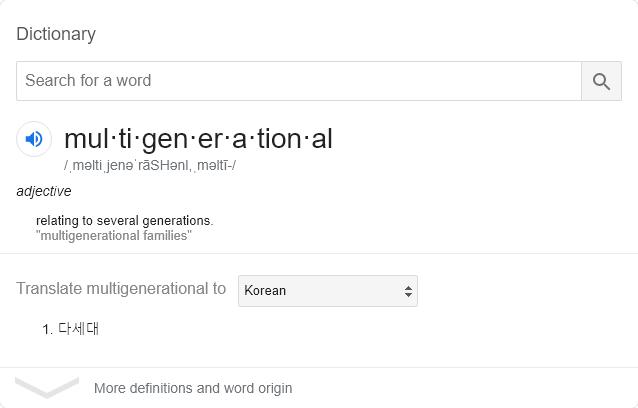 Dictionary
Search for a word
mul·ti·gen·er·a·tion·al
/ˌməltiˌjenəˈrāSHənl,ˌməltī-/
adjective
relating to several generations.
"multigenerational families"
Translate multigenerational to Korean
1. 다세대
More definitions and word origin